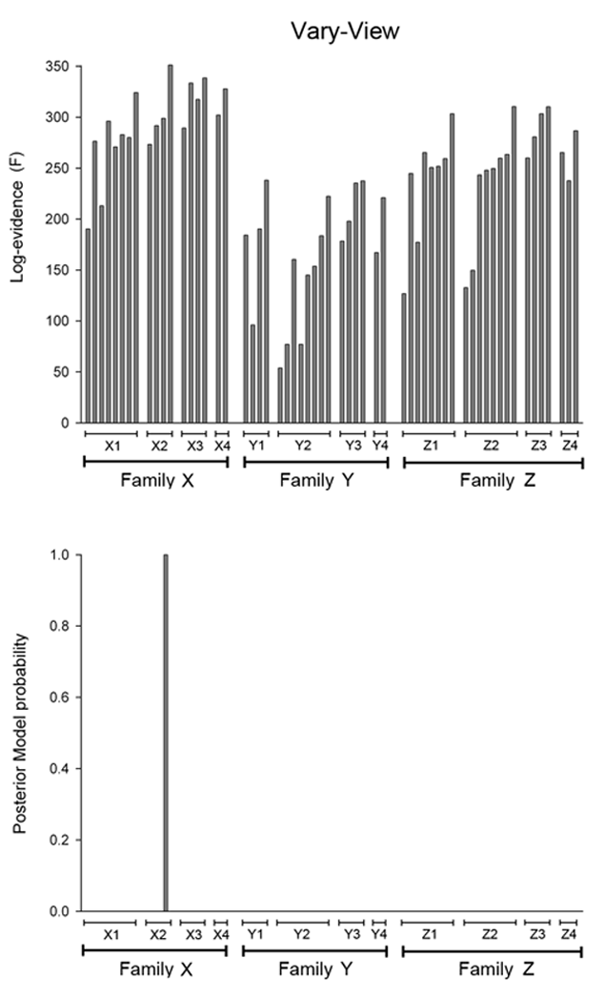 Vary-View
Log-evidence (F)
350
300
250
200
150
100
50
0
X1 X2 X3 X4 Y1 Y2 Y3 Y4 Z1 Z2 Z3 Z4
Family X Family Y Family Z
Posterior Model probability
1.0
0.8
0.6
0.4
0.2
0.0
X1 X2 X3 X4 Y1 Y2 Y3 Y4 Z1 Z2 Z3 Z4
Family X Family Y Family Z